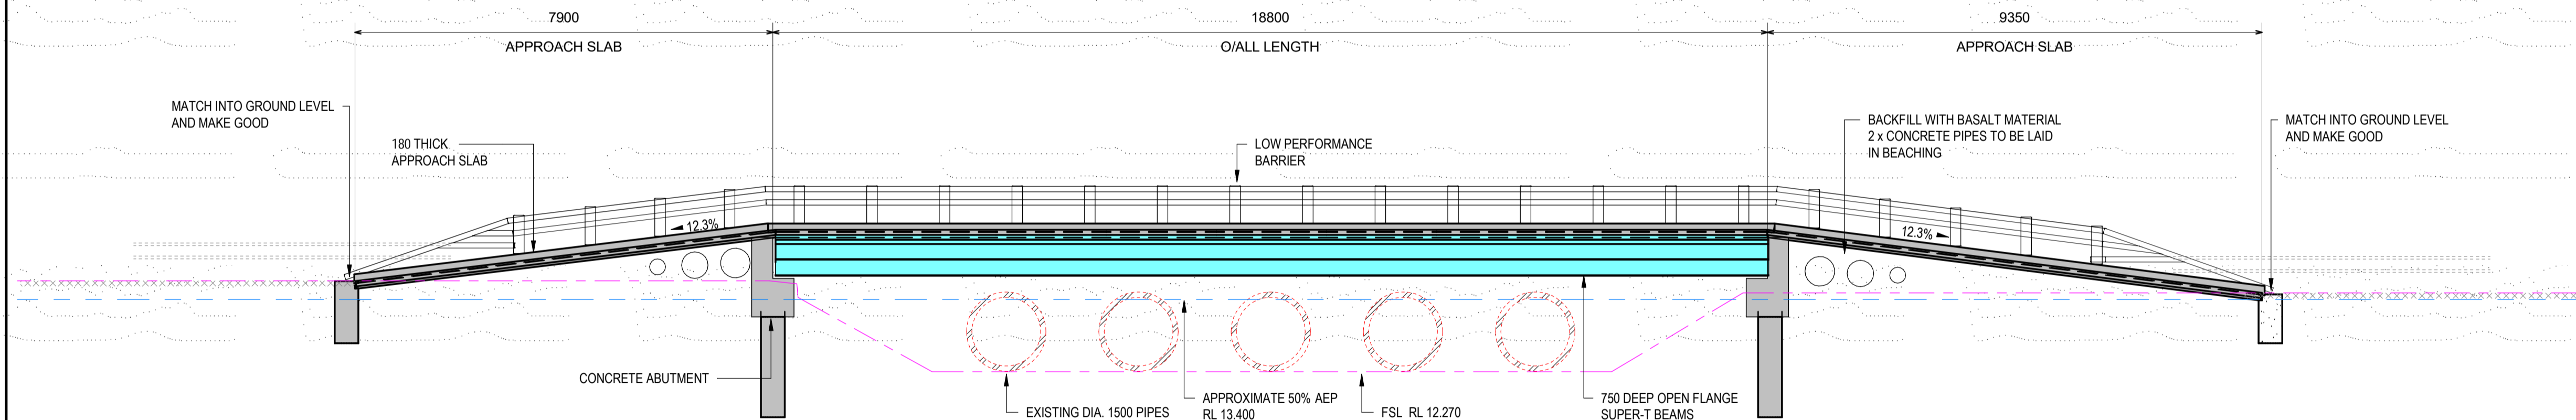 7900
18800
9350
APPROACH SLAB
O/ALL LENGTH
APPROACH SLAB
MATCH INTO GROUND LEVEL
AND MAKE GOOD
180 THICK
APPROACH SLAB
LOW PERFORMANCE
BARRIER
BACKFILL WITH BASALT MATERIAL
2 x CONCRETE PIPES TO BE LAID
IN BEACHING
MATCH INTO GROUND LEVEL
AND MAKE GOOD
12.3%
12.3%
CONCRETE ABUTMENT
EXISTING DIA. 1500 PIPES
APPROXIMATE 50% AEP
RL 13.400
FSL RL 12.270
750 DEEP OPEN FLANGE
SUPER-T BEAMS